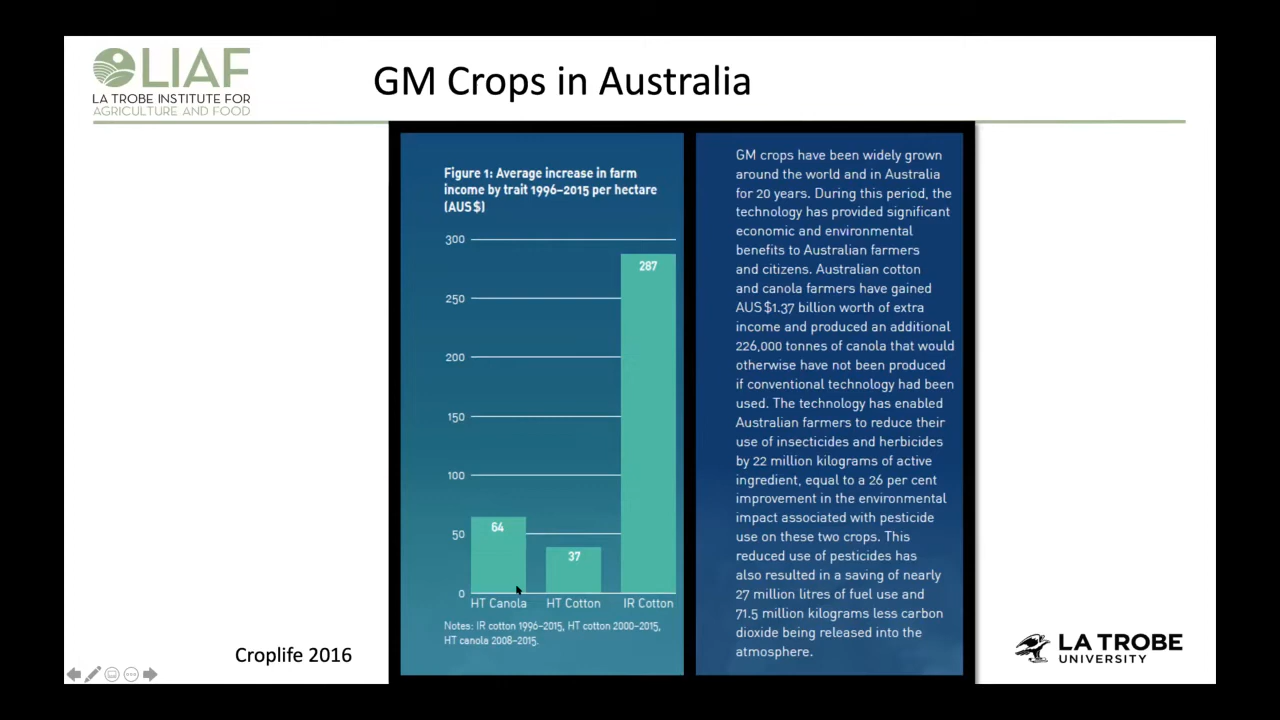 OLIAF
LA TROBE INSTITUTE FOR
AGRICULTURE AND FOOD
GM Crops in Australia
Figure 1: Average increase in farm
income by trait 1996–2015 per hectare
(AUS$)
300
250
200
150
100
50
0
287
64
37
HT Canola HT Cotton IR Cotton
Notes: IR cotton 1996–2015, HT cotton 2000–2015,
HT canola 2008–2015.
GM crops have been widely grown
around the world and in Australia
for 20 years. During this period, the
technology has provided significant
economic and environmental
benefits to Australian farmers
and citizens. Australian cotton
and canola farmers have gained
AUS$1.37 billion worth of extra
income and produced an additional
226,000 tonnes of canola that would
otherwise have not been produced
if conventional technology had been
used. The technology has enabled
Australian farmers to reduce their
use of insecticides and herbicides
by 22 million kilograms of active
ingredient, equal to a 26 per cent
improvement in the environmental
impact associated with pesticide
use on these two crops. This
reduced use of pesticides has
also resulted in a saving of nearly
27 million litres of fuel use and
71.5 million kilograms less carbon
dioxide being released into the
atmosphere.
Croplife 2016
LA TROBE
UNIVERSITY